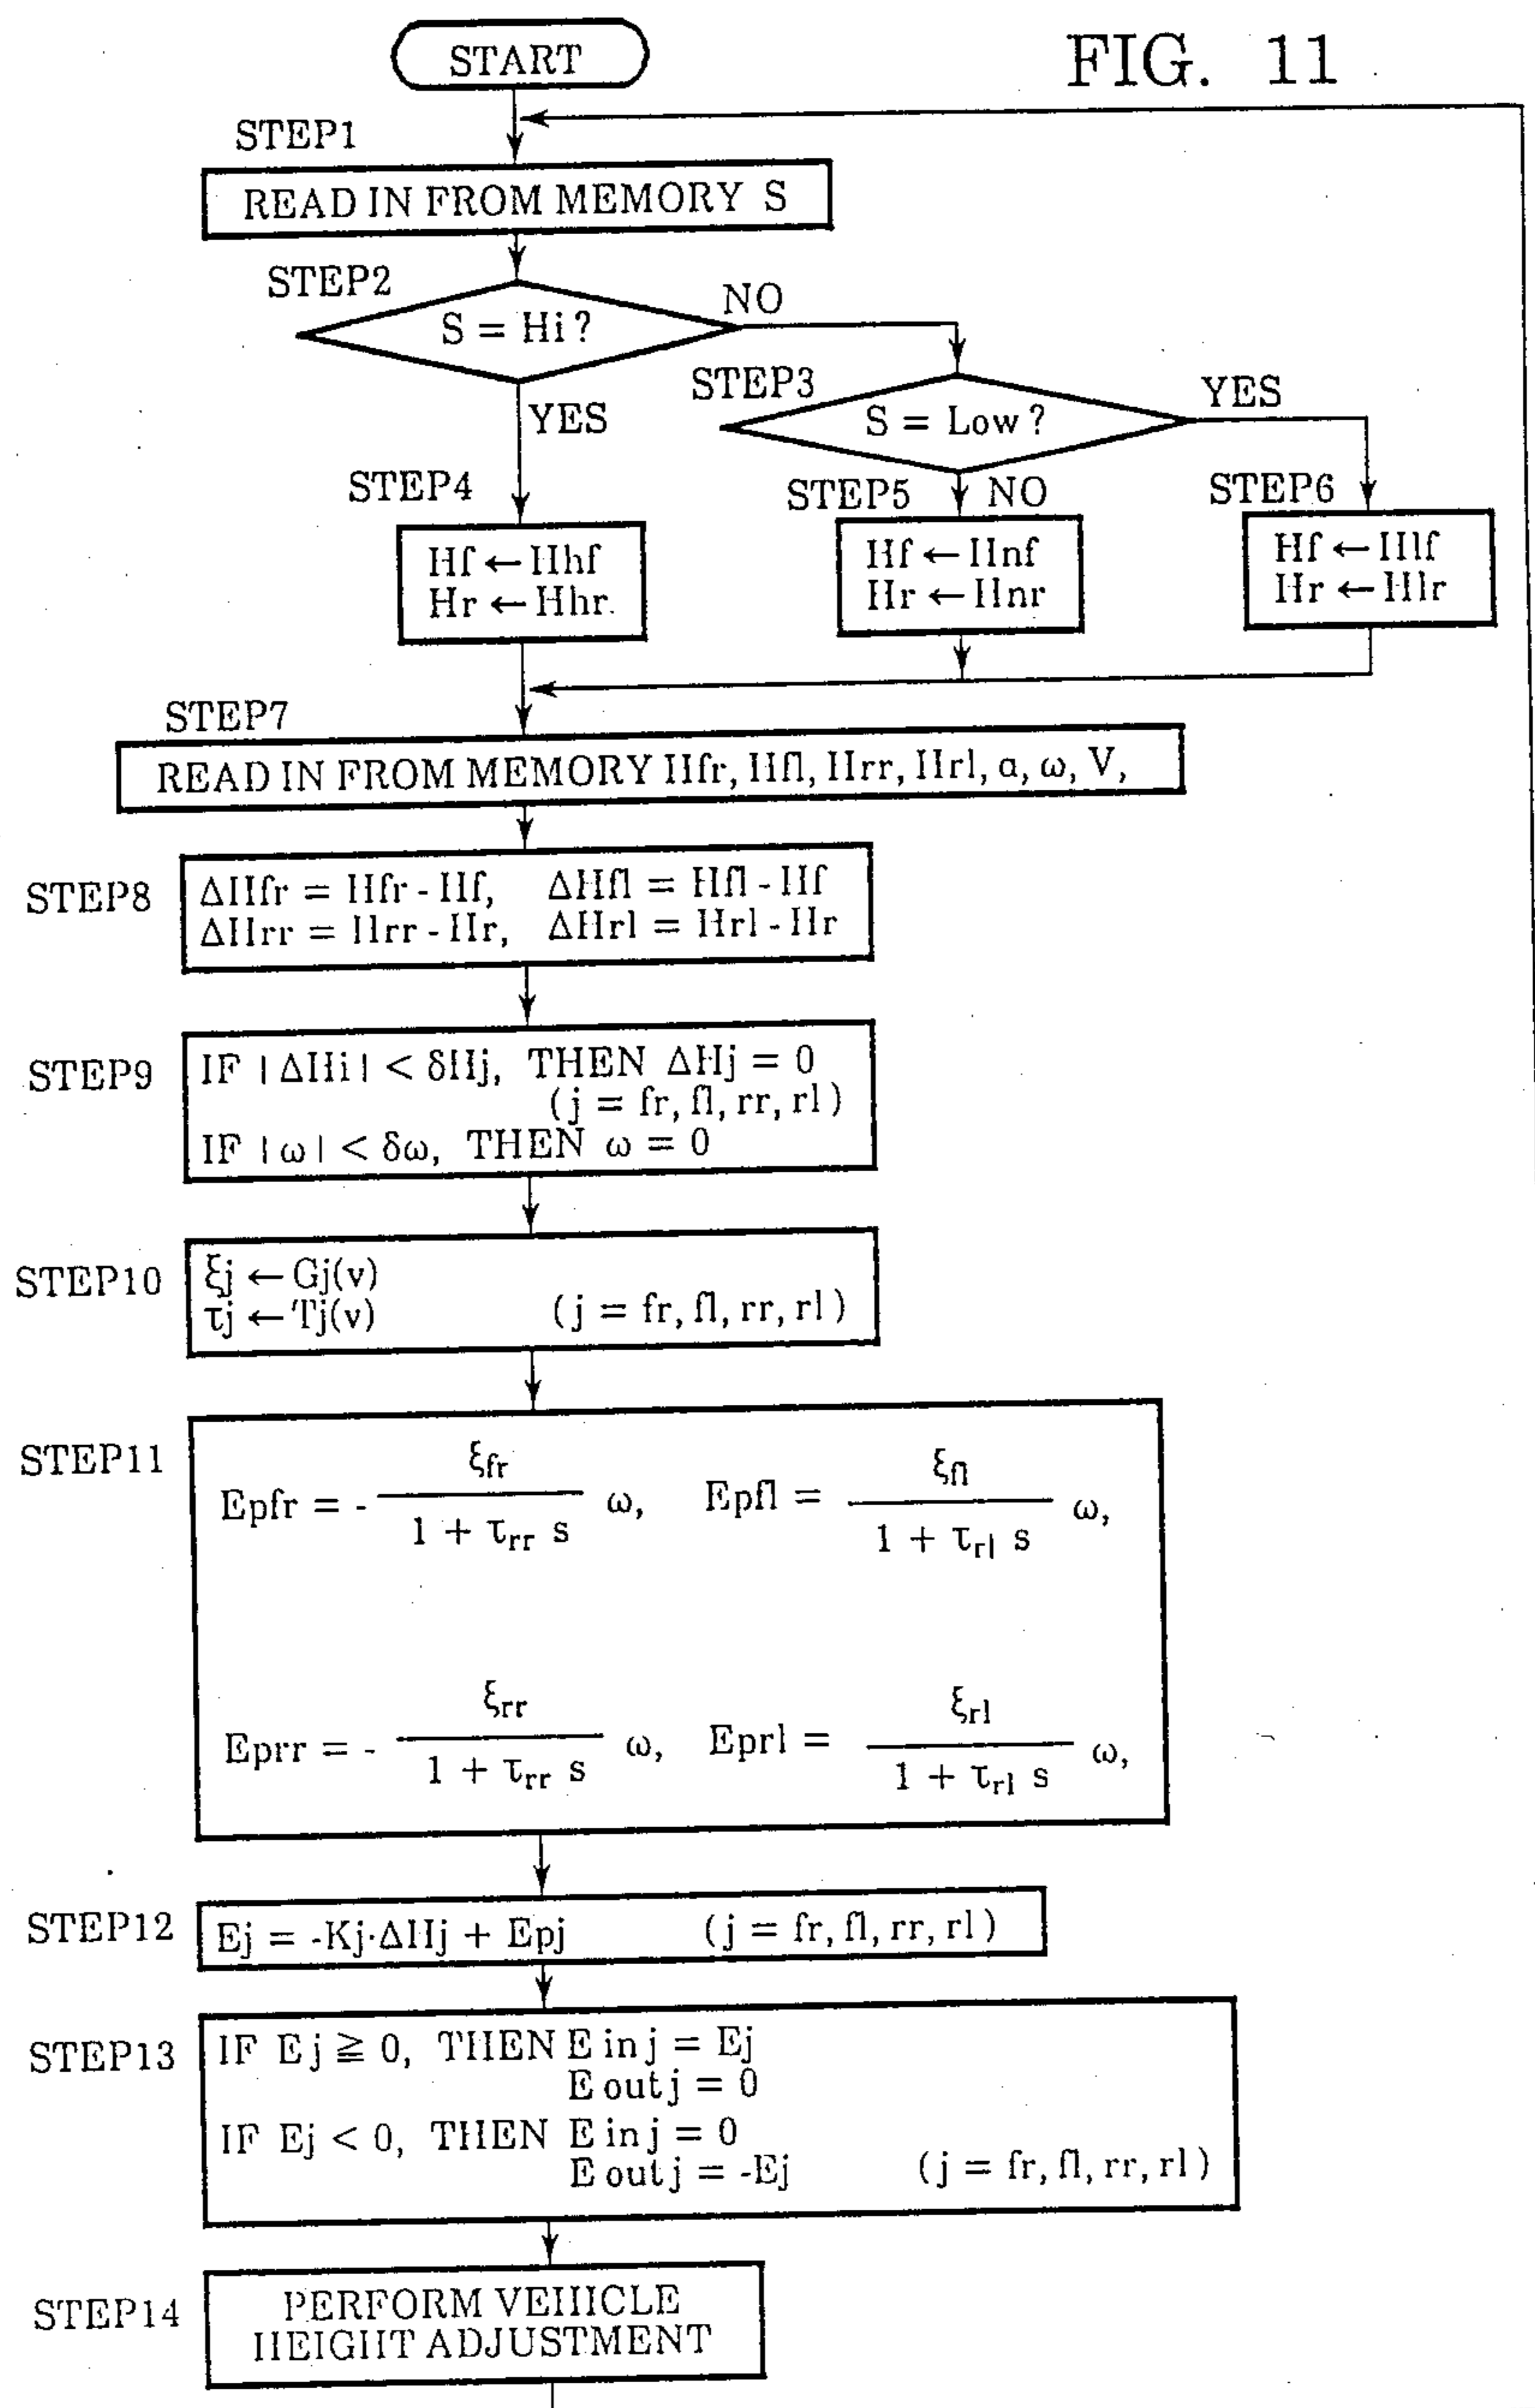 FIG. 11
START
STEP1
READ IN FROM MEMORY S
STEP2
S = Hi ?
NO
YES
STEP3
S = Low ?
YES
NO
STEP4
Hf ← Hhf
Hr ← Hhr
STEP5
Hf ← Hnf
Hr ← Hnr
STEP6
Hf ← Hlf
Hr ← Hlr
STEP7
READ IN FROM MEMORY Hfr, Hfl, Hrr, Hrl, α, ω, V,
STEP8
ΔHfr = Hfr - Hf, ΔHfl = Hfl - Hf
ΔHrr = Hrr - Hr, ΔHrl = Hrl - Hr
STEP9
IF | ΔHi | < δHj, THEN ΔHj = 0
( j = fr, fl, rr, rl )
IF | ω | < δω, THEN ω = 0
STEP10
ξj ← Gj(v)
τj ← Tj(v) ( j = fr, fl, rr, rl )
STEP11
Epfr = - ξfr / (1 + τrr s) ω, Epfl = ξfl / (1 + τrl s) ω,
Eprr = - ξrr / (1 + τrr s) ω, Eprl = ξrl / (1 + τrl s) ω,
STEP12
Ej = -Kj·ΔHj + Epj ( j = fr, fl, rr, rl )
STEP13
IF Ej ≧ 0, THEN E in j = Ej
E out j = 0
IF Ej < 0, THEN E in j = 0
E out j = -Ej ( j = fr, fl, rr, rl )
STEP14
PERFORM VEHICLE
HEIGHT ADJUSTMENT